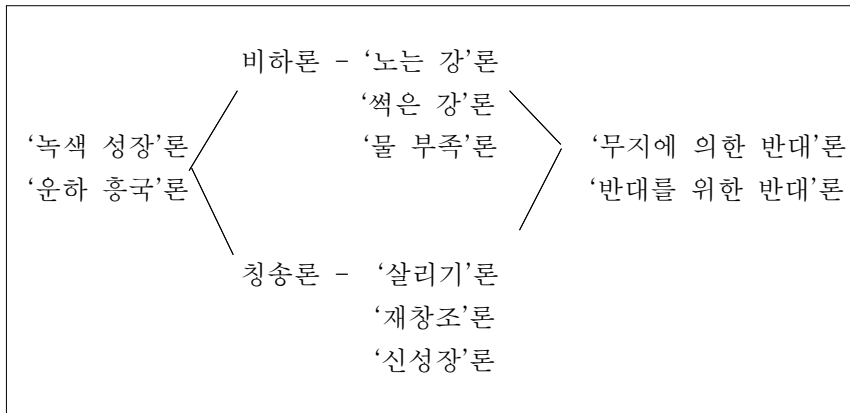 비하론 – ‘노는 강’론
‘썩은 강’론
‘녹색 성장’론 ‘물 부족’론 ‘무지에 의한 반대’론
‘운하 흥국’론 ‘반대를 위한 반대’론
칭송론 – ‘살리기’론
‘재창조’론
‘신성장’론